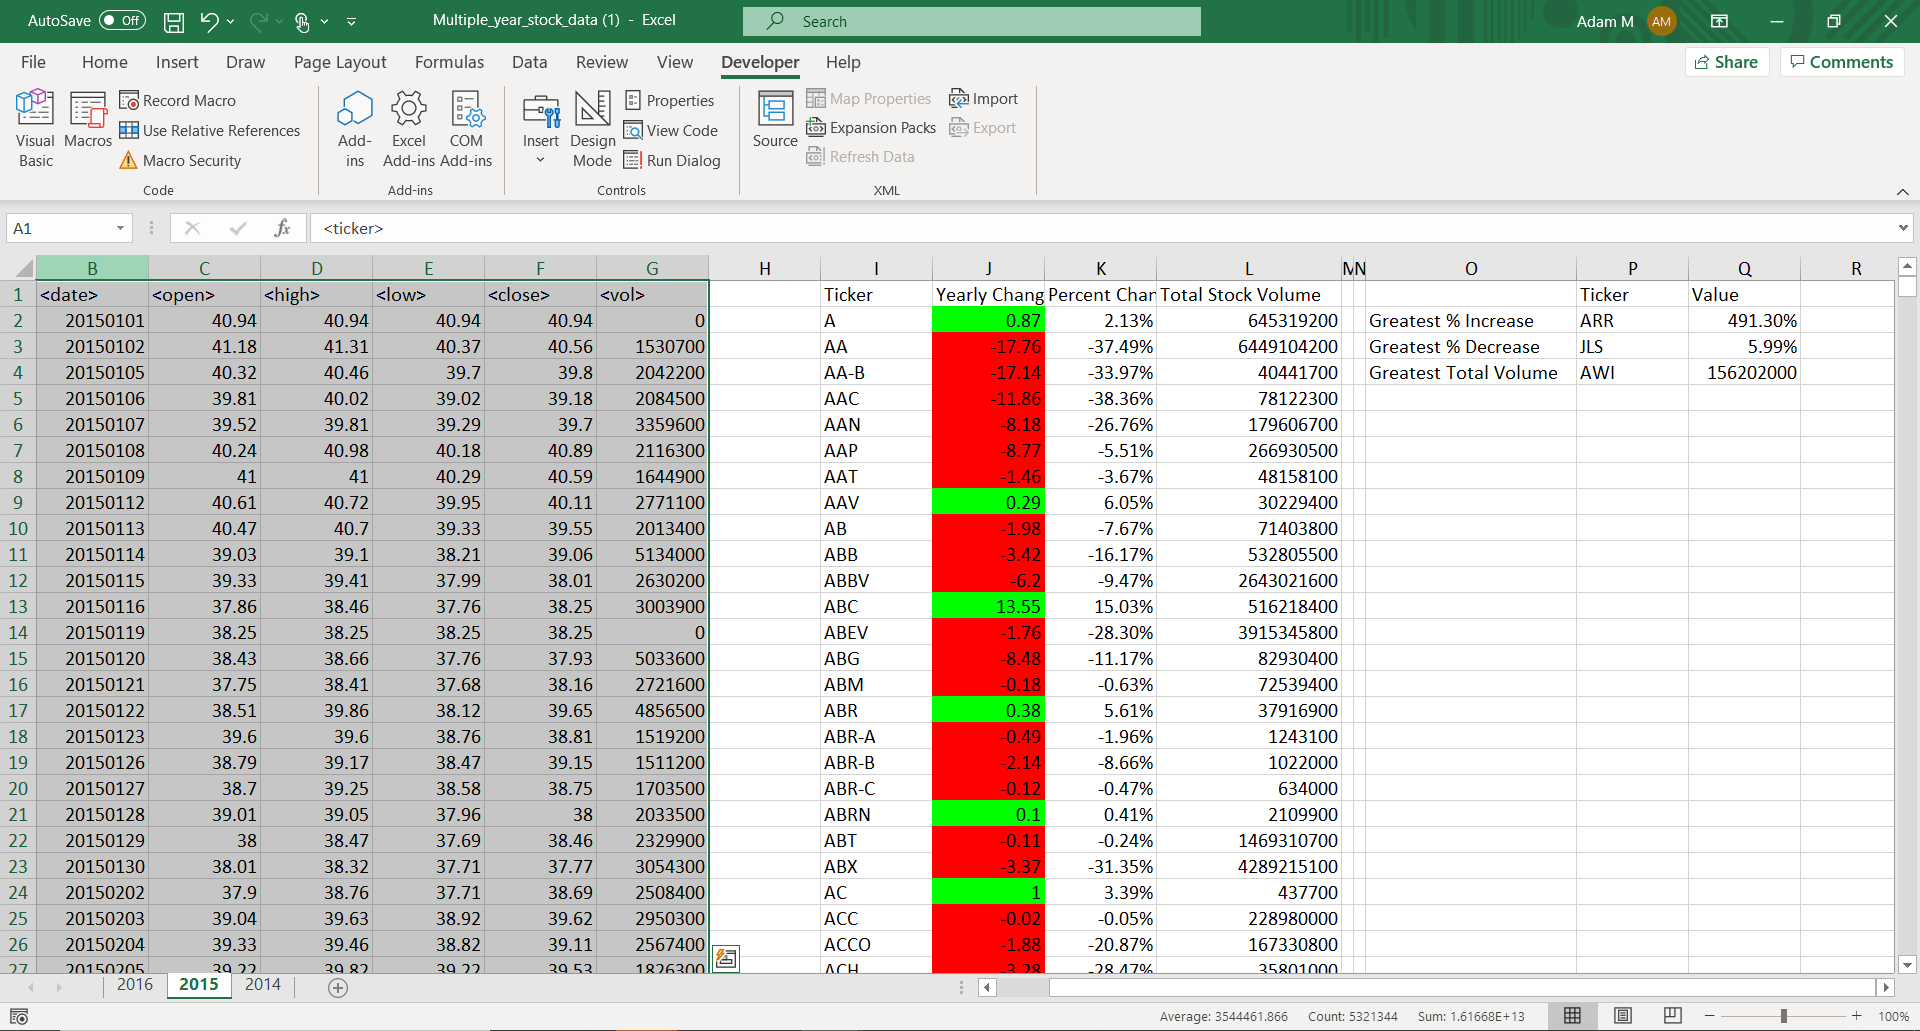 AutoSave Off Multiple_year_stock_data (1) - Excel Search Adam M AM
File Home Insert Draw Page Layout Formulas Data Review View Developer Help Share Comments
Visual Basic Macros Record Macro Use Relative References Macro Security Code
Add-ins Excel Add-ins COM Add-ins Add-ins
Insert Design Mode Properties View Code Run Dialog Controls
Source Map Properties Expansion Packs Refresh Data Import Export XML
A1 fx <ticker>
B C D E F G H I J K L M N O P Q R
1 <date> <open> <high> <low> <close> <vol> Ticker Yearly Chang Percent Char Total Stock Volume Ticker Value
2 20150101 40.94 40.94 40.94 40.94 0 A 0.87 2.13% 645319200 Greatest % Increase ARR 491.30%
3 20150102 41.18 41.31 40.37 40.56 1530700 AA -17.76 -37.49% 6449104200 Greatest % Decrease JLS 5.99%
4 20150105 40.32 40.46 39.7 39.8 2042200 AA-B -17.14 -33.97% 40441700 Greatest Total Volume AWI 156202000
5 20150106 39.81 40.02 39.02 39.18 2084500 AAC -11.86 -38.36% 78122300
6 20150107 39.52 39.81 39.29 39.7 3359600 AAN -8.18 -26.76% 179606700
7 20150108 40.24 40.98 40.18 40.89 2116300 AAP -8.77 -5.51% 266930500
8 20150109 41 41 40.29 40.59 1644900 AAT -1.46 -3.67% 48158100
9 20150112 40.61 40.72 39.95 40.11 2771100 AAV 0.29 6.05% 30229400
10 20150113 40.47 40.7 39.33 39.55 2013400 AB -1.98 -7.67% 71403800
11 20150114 39.03 39.1 38.21 39.06 5134000 ABB -3.42 -16.17% 532805500
12 20150115 39.33 39.41 37.99 38.01 2630200 ABBV -6.2 -9.47% 2643021600
13 20150116 37.86 38.46 37.76 38.25 3003900 ABC 13.55 15.03% 516218400
14 20150119 38.25 38.25 38.25 38.25 0 ABEV -1.76 -28.30% 3915345800
15 20150120 38.43 38.66 37.76 37.93 5033600 ABG -8.48 -11.17% 82930400
16 20150121 37.75 38.41 37.68 38.16 2721600 ABM -0.18 -0.63% 72539400
17 20150122 38.51 39.86 38.12 39.65 4856500 ABR 0.38 5.61% 37916900
18 20150123 39.6 39.6 38.76 38.81 1519200 ABR-A -0.49 -1.96% 1243100
19 20150126 38.79 39.17 38.47 39.15 1511200 ABR-B -2.14 -8.66% 1022000
20 20150127 38.7 39.25 38.58 38.75 1703500 ABR-C -0.12 -0.47% 634000
21 20150128 39.01 39.05 37.96 38 2033500 ABRN 0.1 0.41% 2109900
22 20150129 38 38.47 37.69 38.46 2329900 ABT -0.11 -0.24% 1469310700
23 20150130 38.01 38.32 37.71 37.77 3054300 ABX -3.37 -31.35% 4289215100
24 20150202 37.9 38.76 37.71 38.69 2508400 AC 1 3.39% 437700
25 20150203 39.04 39.63 38.92 39.62 2950300 ACC -0.02 -0.05% 228980000
26 20150204 39.33 39.46 38.82 39.11 2567400 ACCO -1.88 -20.87% 167330800
27 20150205 39.22 39.82 39.22 39.53 1826300 ACH -3.28 -28.47% 35801000
2016 2015 2014
Average: 3544461.866 Count: 5321344 Sum: 1.61668E+13 100%